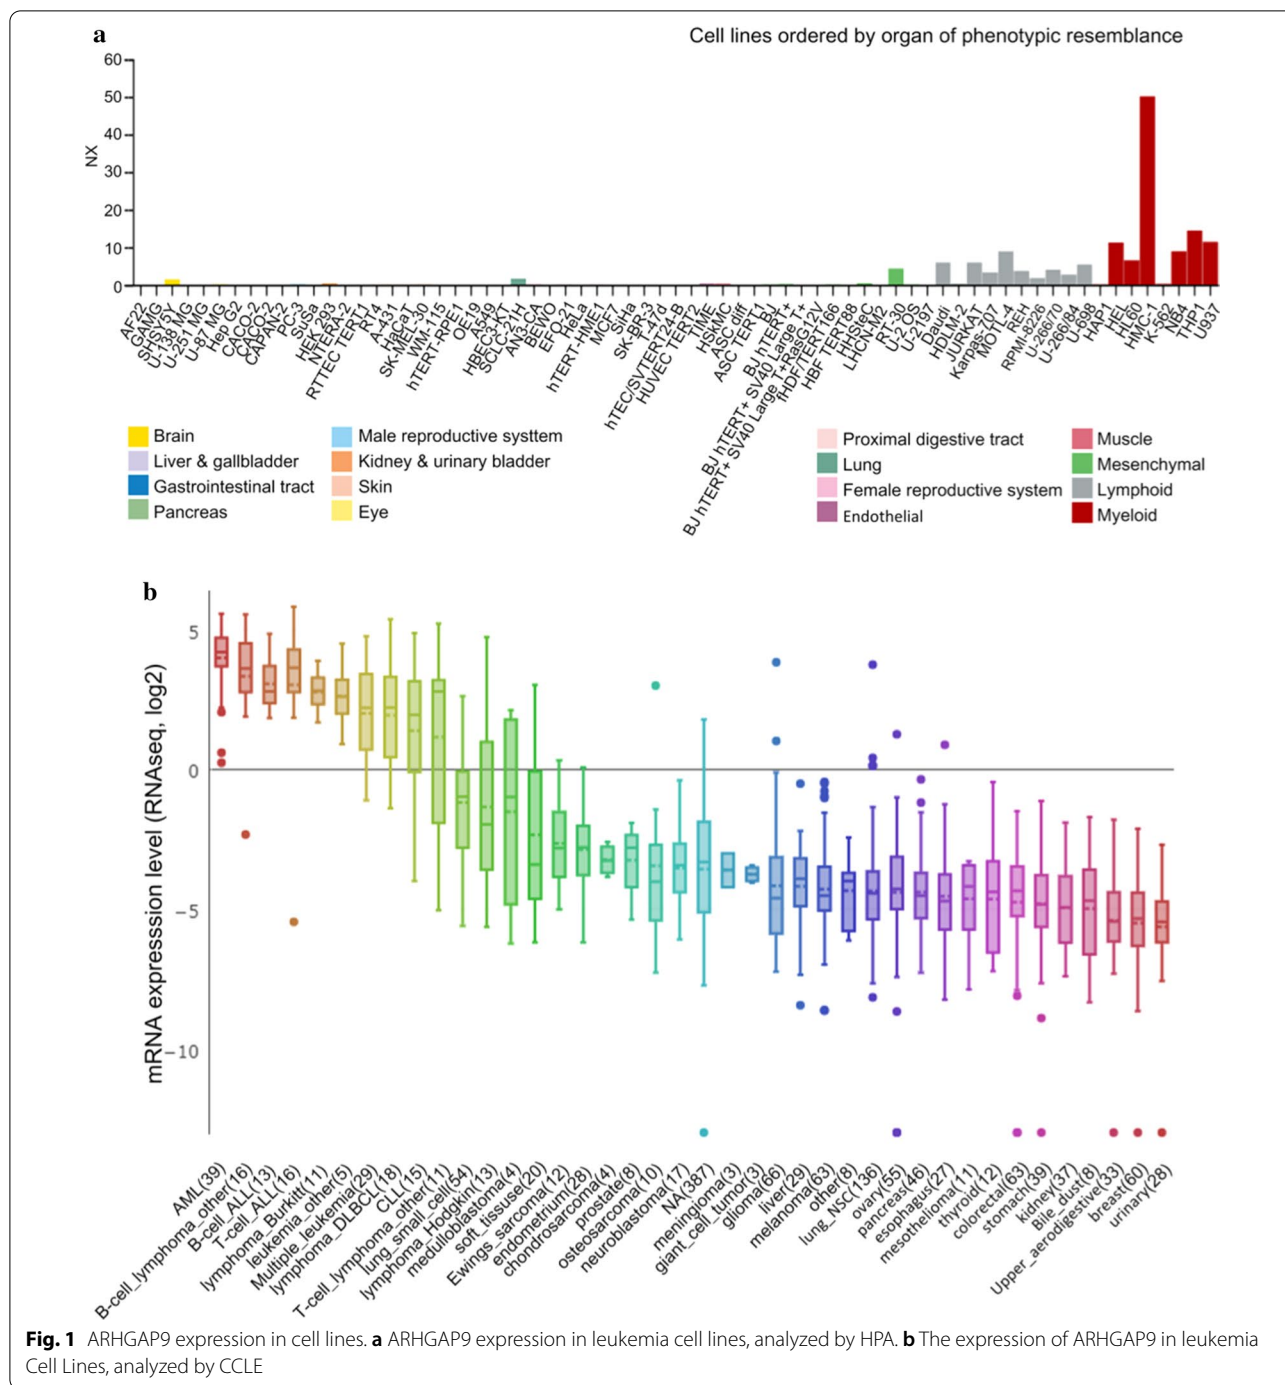 a
Cell lines ordered by organ of phenotypic resemblance
NX
60
50
40
30
20
10
0
AF22
GAMG
SH-SY5Y
U-138 MG
U-251 MG
U-87 MG
Hep G2
CACO-2
CAPAN-2
PC-3
SuSa
HEK 293
NTERA-2
RPTEC TERT1
RT4
A-431
HaCaT
SK-MEL-30
WM-115
hTERT-RPE1
OE-19
A549
HBEC3-KT
SCLC-21H
AN3-CA
BEWO
EFO-21
HeLa
hTERT-HME1
MCF7
SiHa
SK-BR-3
T-47d
hTEC/SVTERT24-B
HUVEC TERT2
TIME
HSkMC
ASC diff
ASC TERT1
BJ
BJ hTERT+
BJ hTERT+ SV40 Large T+
BJ hTERT+ SV40 Large T+RasG12V
fHDF/TERT166
HBF TERT88
HHSteC
LHCN-M2
RT-30
U-2 OS
U-2197
Daudi
HDLM-2
JURKAT
Karpas-707
MOTL-4
REH
RPMI-8226
U-26670
U-266/84
U-698
HAP1
HEL
HL60
HMC-1
K-562
NB4
THP1
U937
Brain
Male reproductive systtem
Proximal digestive tract
Muscle
Liver & gallbladder
Kidney & urinary bladder
Lung
Mesenchymal
Gastrointestinal tract
Skin
Female reproductive system
Lymphoid
Pancreas
Eye
Endothelial
Myeloid
b
mRNA expresssion level (RNAseq, log2)
5
0
−5
−10
AML(39)
B-cell_lymphoma_other(16)
B-cell_ALL(13)
T-cell_ALL(16)
lymphoma_Burkitt(11)
leukemia_other(5)
Multiple_leukemia(29)
lymphoma_DLBCL(18)
CLL(15)
T-cell_lymphoma_other(11)
lung_small_cell(54)
lymphoma_Hodgkin(13)
medulloblastoma(4)
soft_tissue(20)
Ewings_sarcoma(12)
endometrium(28)
chondrosarcoma(4)
prostate(8)
osteosarcoma(10)
neuroblastoma(17)
NA(387)
meningioma(3)
giant_cell_tumor(3)
glioma(66)
liver(29)
melanoma(63)
other(8)
lung_NSC(136)
ovary(55)
pancreas(46)
esophagus(27)
mesothelioma(11)
thyroid(12)
colorectal(63)
stomach(39)
kidney(37)
Bile_dust(8)
Upper_aerodigestive(33)
breast(60)
urinary(28)
Fig. 1 ARHGAP9 expression in cell lines. a ARHGAP9 expression in leukemia cell lines, analyzed by HPA. b The expression of ARHGAP9 in leukemia
Cell Lines, analyzed by CCLE